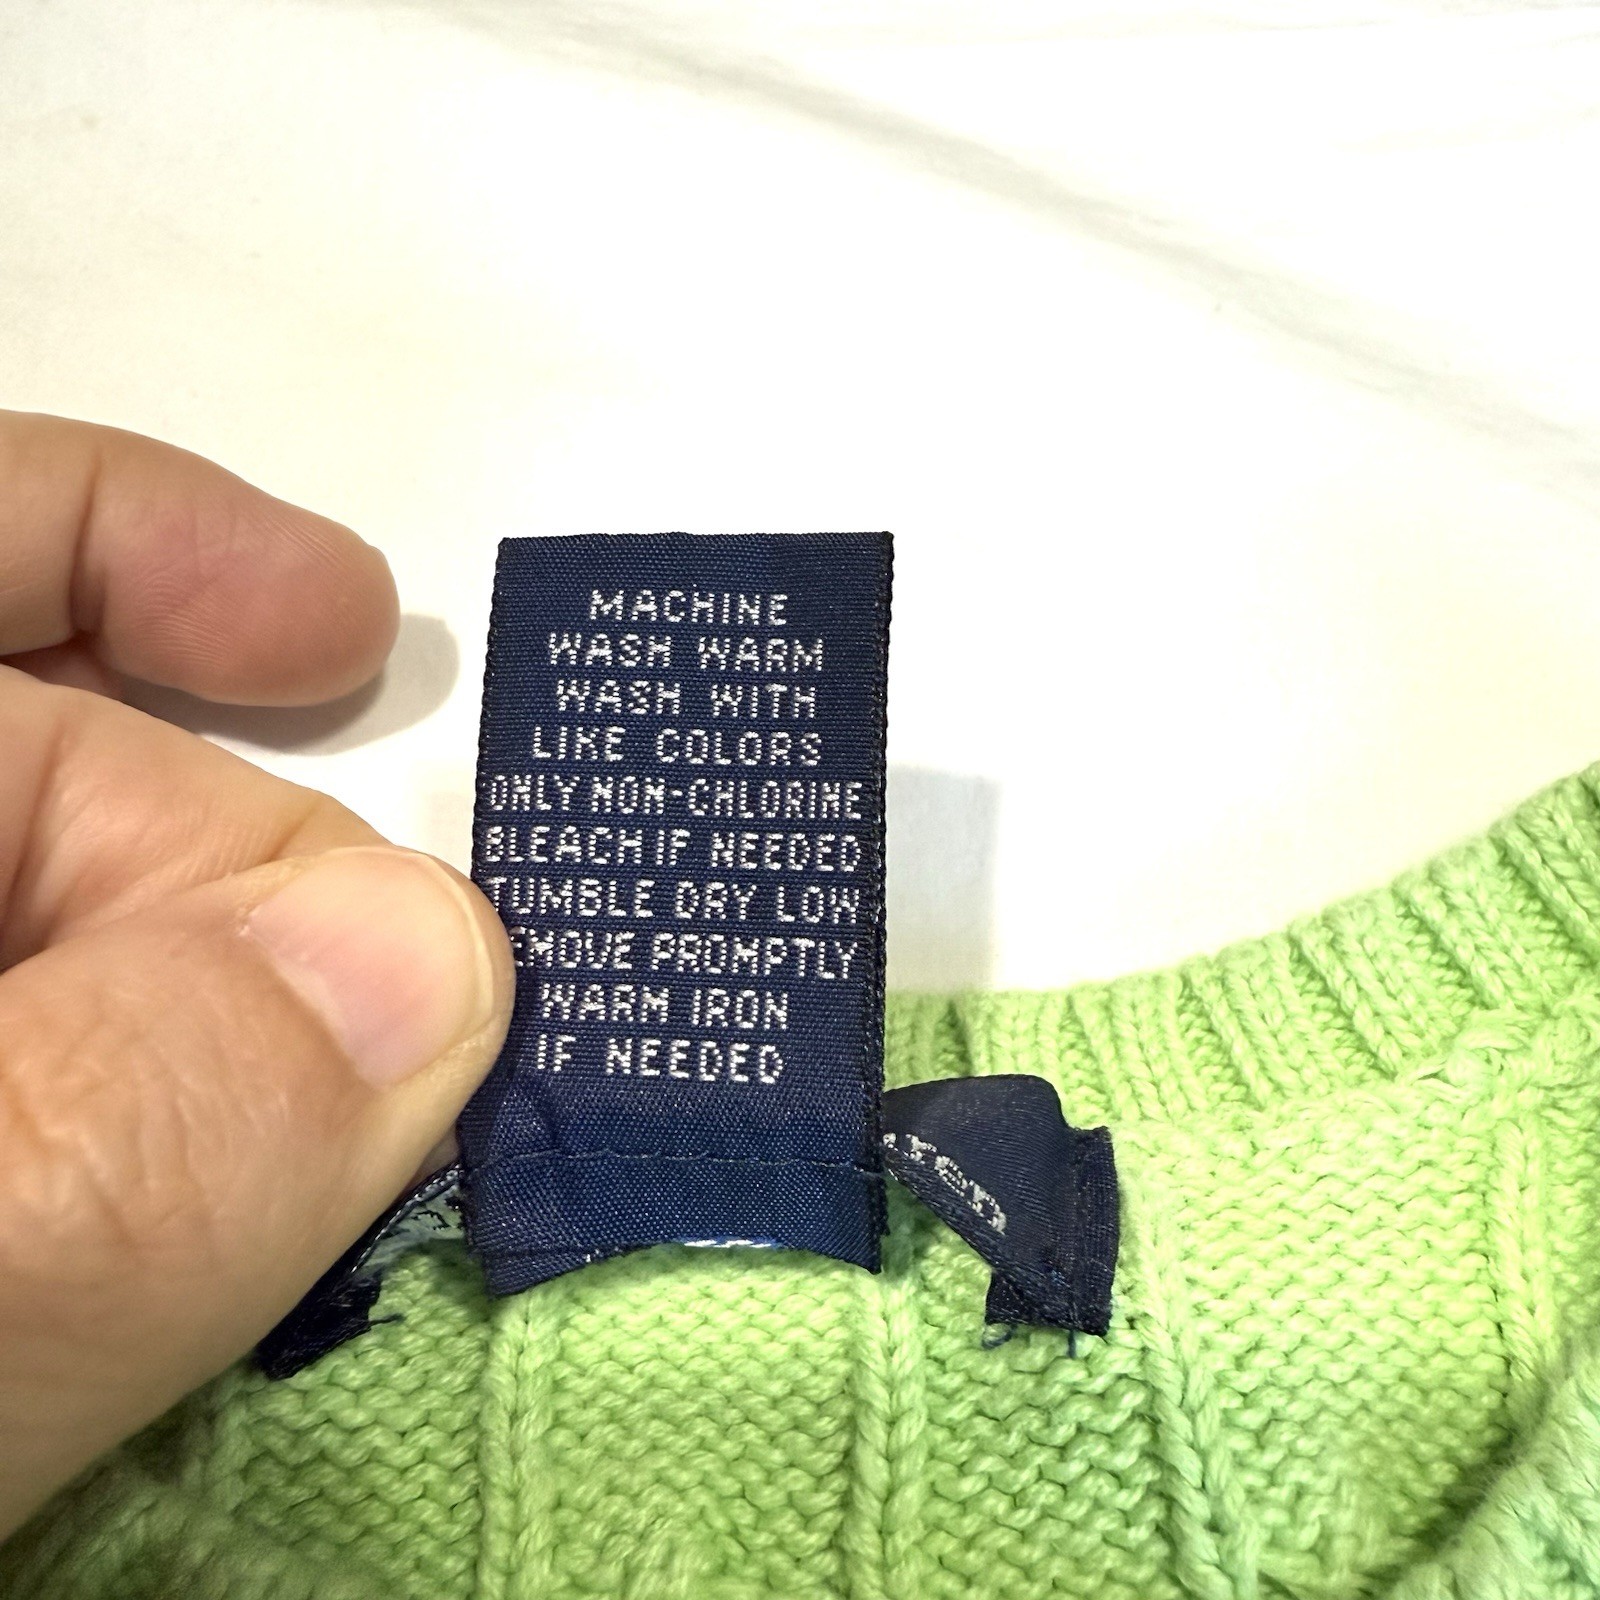 MACHINE
WASH WARM
WASH WITH
LIKE COLORS
ONLY NON-CHLORINE
BLEACH IF NEEDED
TUMBLE DRY LOW
EMOVE PROMPTLY
WARM IRON
IF NEEDED